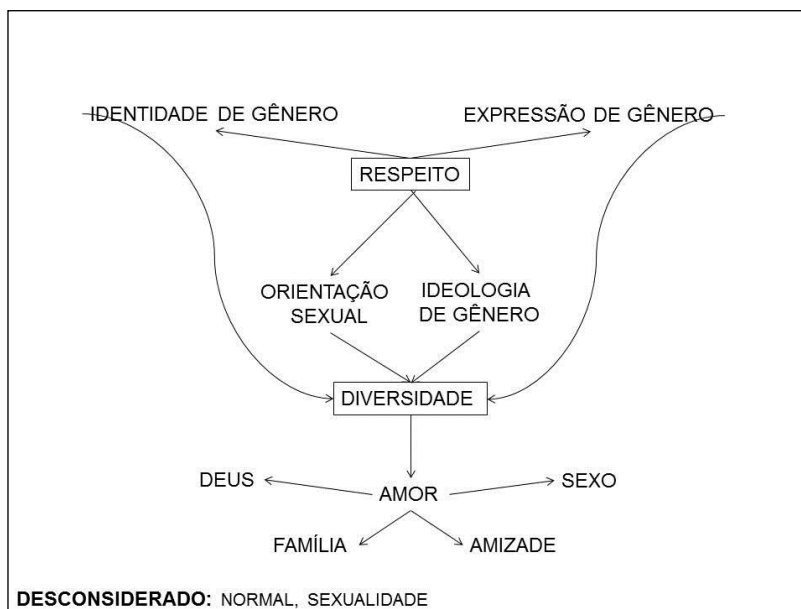 IDENTIDADE DE GÊNERO
EXPRESSÃO DE GÊNERO
RESPEITO
ORIENTAÇÃO
SEXUAL
IDEOLOGIA
DE GÊNERO
DIVERSIDADE
DEUS
AMOR
SEXO
FAMÍLIA
AMIZADE
DESCONSIDERADO: NORMAL, SEXUALIDADE